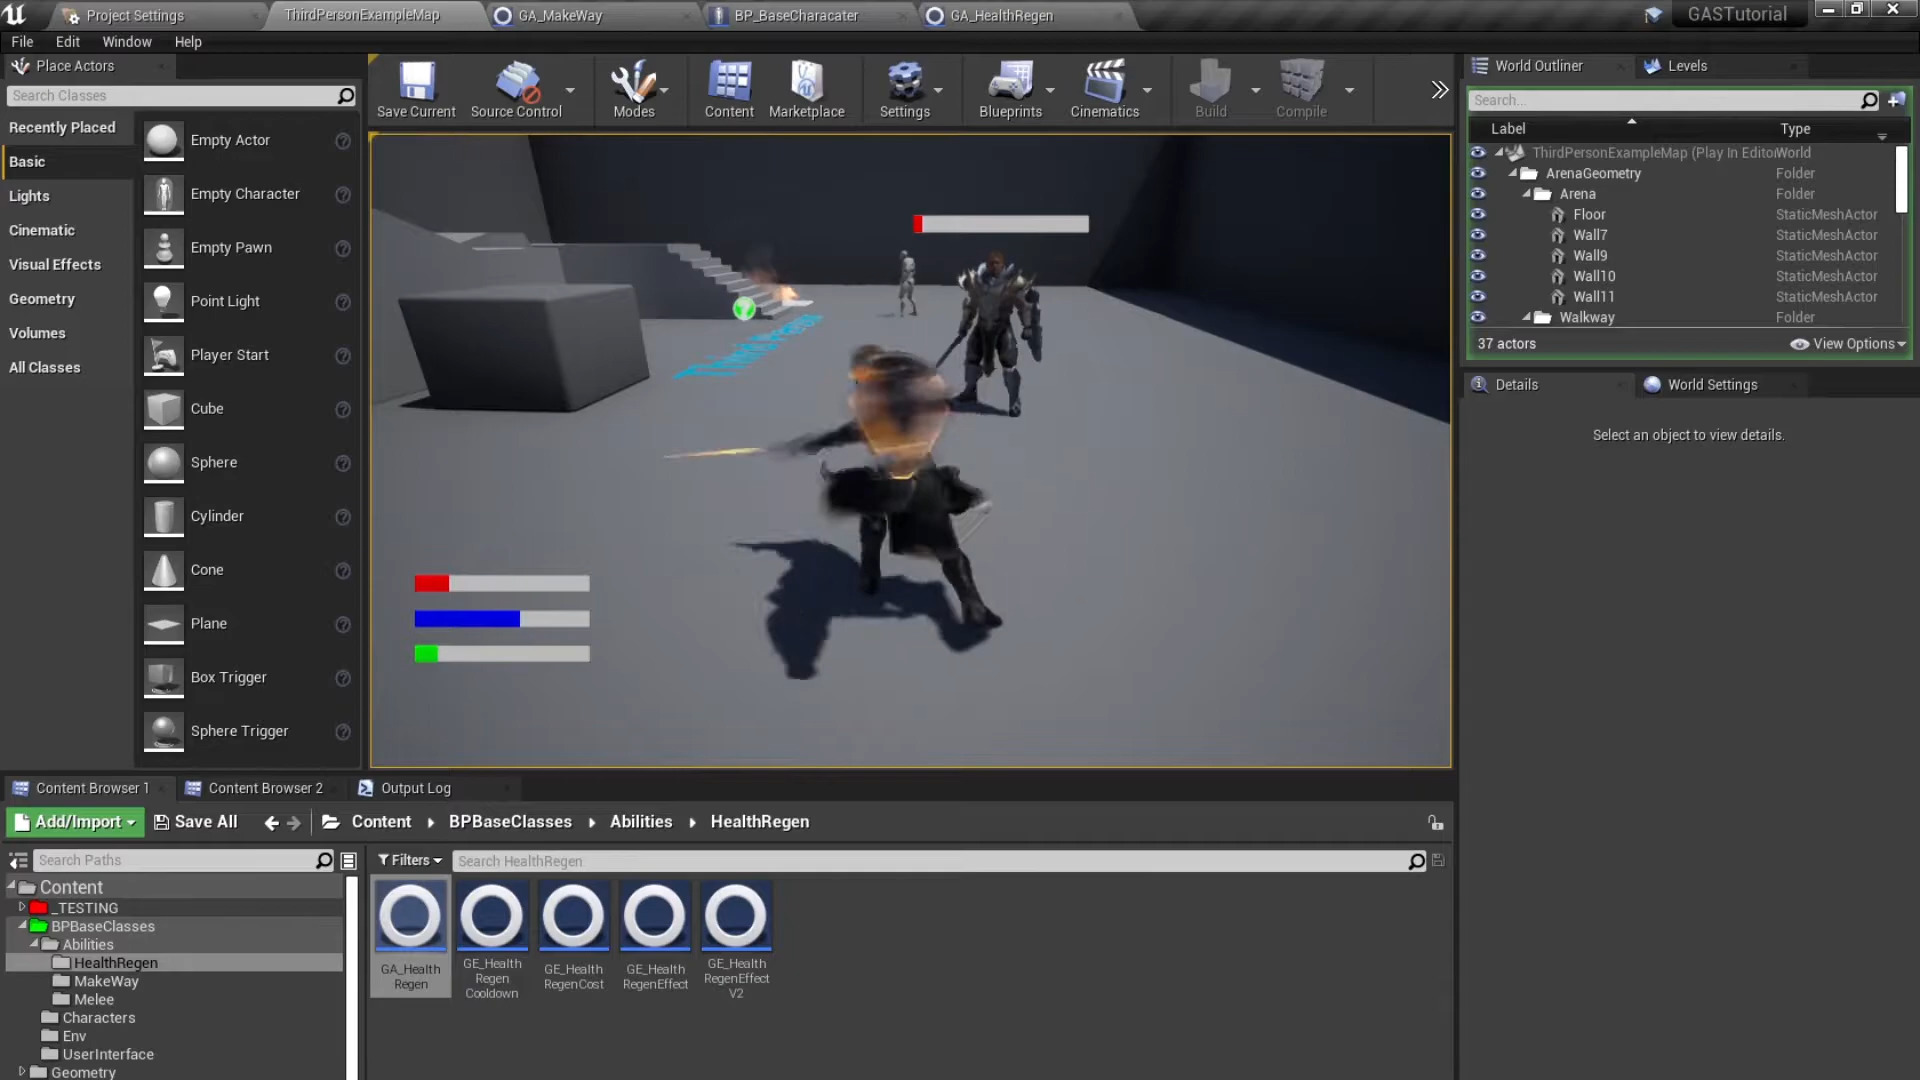 Project Settings
ThirdPersonExampleMap
GA_MakeWay
BP_BaseCharacater
GA_HealthRegen
GASTutorial
File Edit Window Help
Place Actors
Search Classes
Recently Placed
Basic
Lights
Cinematic
Visual Effects
Geometry
Volumes
All Classes
Empty Actor
Empty Character
Empty Pawn
Point Light
Player Start
Cube
Sphere
Cylinder
Cone
Plane
Box Trigger
Sphere Trigger
Save Current
Source Control
Modes
Content
Marketplace
Settings
Blueprints
Cinematics
Build
Compile
World Outliner
Levels
Search...
Label Type
ThirdPersonExampleMap (Play In Edito World
ArenaGeometry Folder
Arena Folder
Floor StaticMeshActor
Wall7 StaticMeshActor
Wall9 StaticMeshActor
Wall10 StaticMeshActor
Wall11 StaticMeshActor
Walkway Folder
37 actors View Options
Details
World Settings
Select an object to view details.
Content Browser 1
Content Browser 2
Output Log
Add/Import Save All
Content BPBaseClasses Abilities HealthRegen
Search Paths
Filters
Search HealthRegen
Content
_TESTING
BPBaseClasses
Abilities
HealthRegen
MakeWay
Melee
Characters
Env
UserInterface
Geometry
GA_Health
Regen
GE_Health
Regen
Cooldown
GE_Health
RegenCost
GE_Health
RegenEffect
GE_Health
RegenEffect
V2